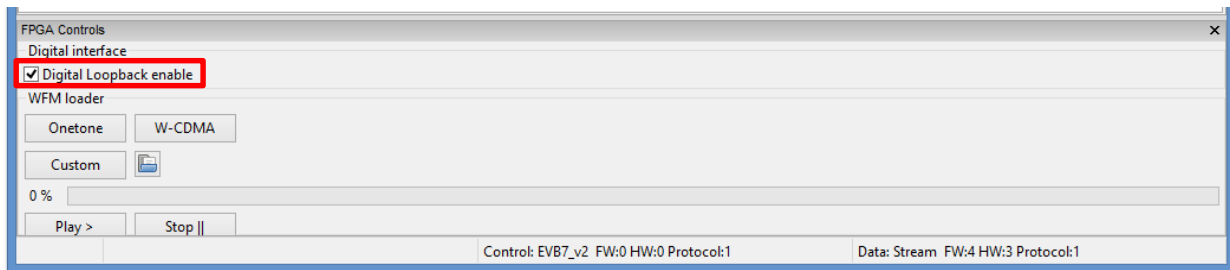 FPGA Controls x
Digital interface
Digital Loopback enable
WFM loader
Onetone W-CDMA
Custom
0 %
Play > Stop ||
Control: EVB7_v2 FW:0 HW:0 Protocol:1 Data: Stream FW:4 HW:3 Protocol:1